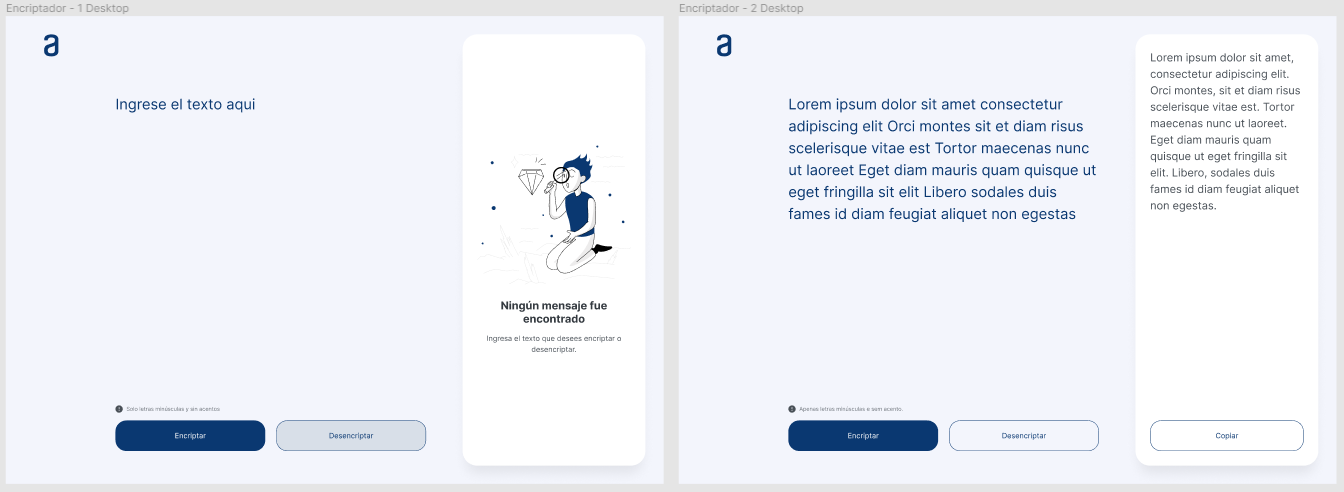 Encriptador - 1 Desktop
a
Ingrese el texto aqui
Ningún mensaje fue
encontrado
Ingresa el texto que desees encriptar o
desencriptar.
Solo letras minúsculas y sin acentos
Encriptar
Desencriptar
Encriptador - 2 Desktop
a
Lorem ipsum dolor sit amet consectetur
adipiscing elit Orci montes sit et diam risus
scelerisque vitae est Tortor maecenas nunc
ut laoreet Eget diam mauris quam quisque ut
eget fringilla sit elit Libero sodales duis
fames id diam feugiat aliquet non egestas
Apenas letras minúsculas e sem acento.
Encriptar
Desencriptar
Lorem ipsum dolor sit amet,
consectetur adipiscing elit.
Orci montes, sit et diam risus
scelerisque vitae est. Tortor
maecenas nunc ut laoreet.
Eget diam mauris quam
quisque ut eget fringilla sit
elit. Libero, sodales duis
fames id diam feugiat aliquet
non egestas.
Copiar